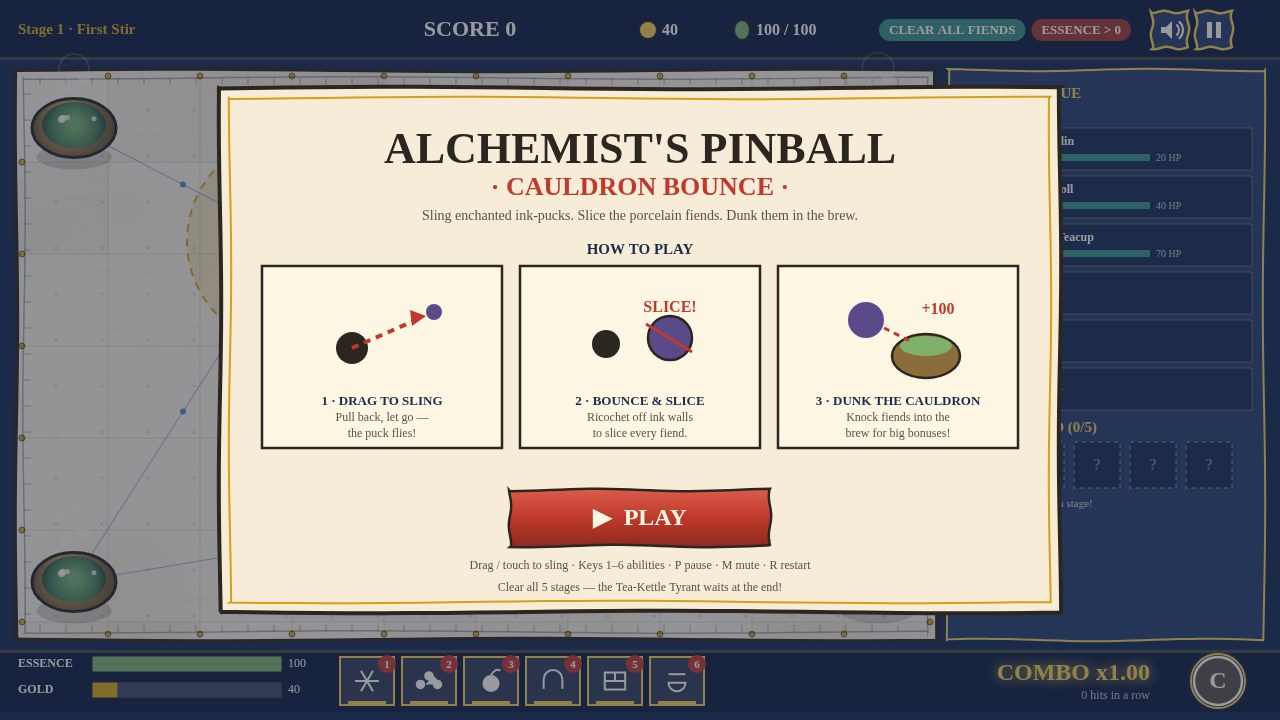 Stage 1 · First Stir
SCORE 0
40
100 / 100
CLEAR ALL FIENDS
ESSENCE > 0
ALCHEMIST'S PINBALL
· CAULDRON BOUNCE ·
Sling enchanted ink-pucks. Slice the porcelain fiends. Dunk them in the brew.
HOW TO PLAY
SLICE!
+100
1 · DRAG TO SLING
Pull back, let go —
the puck flies!
2 · BOUNCE & SLICE
Ricochet off ink walls
to slice every fiend.
3 · DUNK THE CAULDRON
Knock fiends into the
brew for big bonuses!
▶ PLAY
Drag / touch to sling · Keys 1–6 abilities · P pause · M mute · R restart
Clear all 5 stages — the Tea-Kettle Tyrant waits at the end!
20 HP
40 HP
Teacup
70 HP
(0/5)
? ? ?
stage!
ESSENCE
100
GOLD
40
1
2
3
4
5
6
COMBO x1.00
0 hits in a row
C